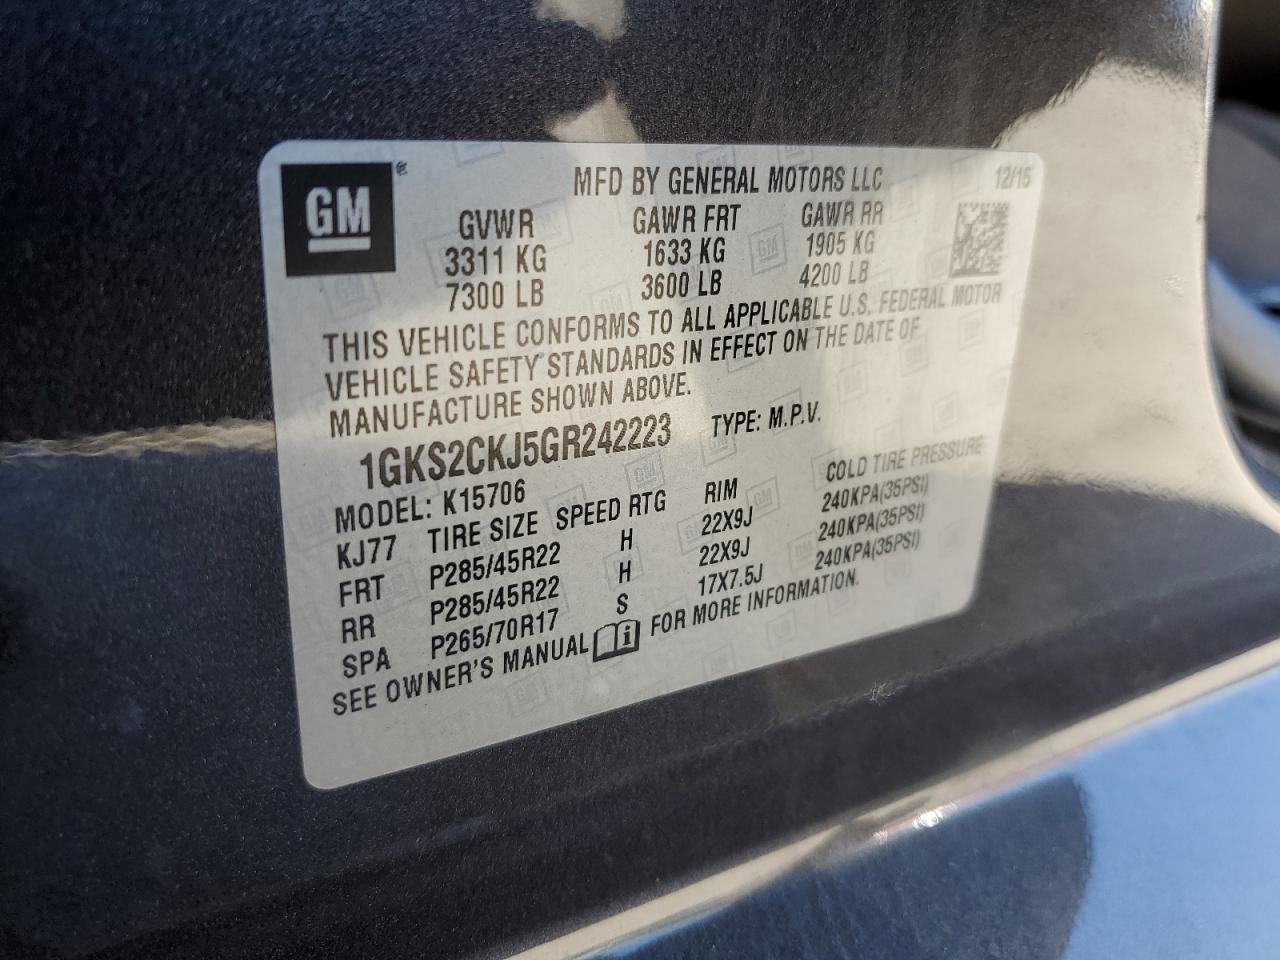 GM
MFD BY GENERAL MOTORS LLC 12/15
GVWR GAWR FRT GAWR RR
3311 KG 1633 KG 1905 KG
7300 LB 3600 LB 4200 LB
THIS VEHICLE CONFORMS TO ALL APPLICABLE U.S. FEDERAL MOTOR
VEHICLE SAFETY STANDARDS IN EFFECT ON THE DATE OF
MANUFACTURE SHOWN ABOVE.
1GKS2CKJ5GR242223 TYPE: M.P.V.
MODEL: K15706
KJ77 TIRE SIZE SPEED RTG RIM COLD TIRE PRESSURE
FRT P285/45R22 H 22X9J 240KPA(35PSI)
RR P285/45R22 H 22X9J 240KPA(35PSI)
SPA P265/70R17 S 17X7.5J 240KPA(35PSI)
SEE OWNER'S MANUAL FOR MORE INFORMATION.